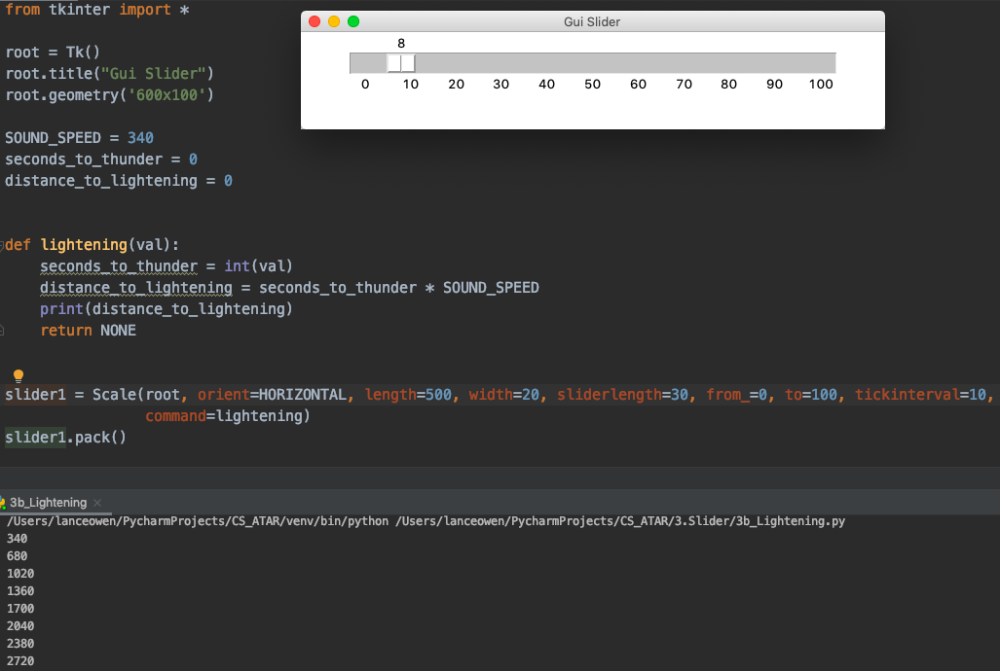 from tkinter import *
Gui Slider
8
0 10 20 30 40 50 60 70 80 90 100
root = Tk()
root.title("Gui Slider")
root.geometry('600x100')
SOUND_SPEED = 340
seconds_to_thunder = 0
distance_to_lightening = 0
def lightening(val):
    seconds_to_thunder = int(val)
    distance_to_lightening = seconds_to_thunder * SOUND_SPEED
    print(distance_to_lightening)
    return NONE
slider1 = Scale(root, orient=HORIZONTAL, length=500, width=20, sliderlength=30, from_=0, to=100, tickinterval=10,
                command=lightening)
slider1.pack()
3b_Lightening ×
/Users/lanceowen/PycharmProjects/CS_ATAR/venv/bin/python /Users/lanceowen/PycharmProjects/CS_ATAR/3.Slider/3b_Lightening.py
340
680
1020
1360
1700
2040
2380
2720